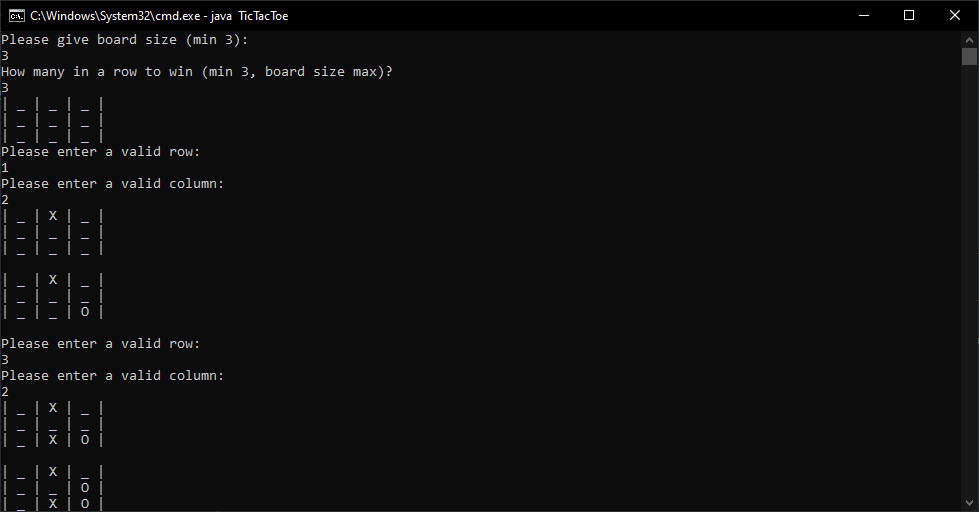 C:\Windows\System32\cmd.exe - java  TicTacToe
Please give board size (min 3):
3
How many in a row to win (min 3, board size max)?
3
| _ | _ | _ |
| _ | _ | _ |
| _ | _ | _ |
Please enter a valid row:
1
Please enter a valid column:
2
| _ | X | _ |
| _ | _ | _ |
| _ | _ | _ |
| _ | X | _ |
| _ | _ | _ |
| _ | _ | O |
Please enter a valid row:
3
Please enter a valid column:
2
| _ | X | _ |
| _ | _ | _ |
| _ | X | O |
| _ | X | _ |
| _ | _ | O |
| _ | X | O |